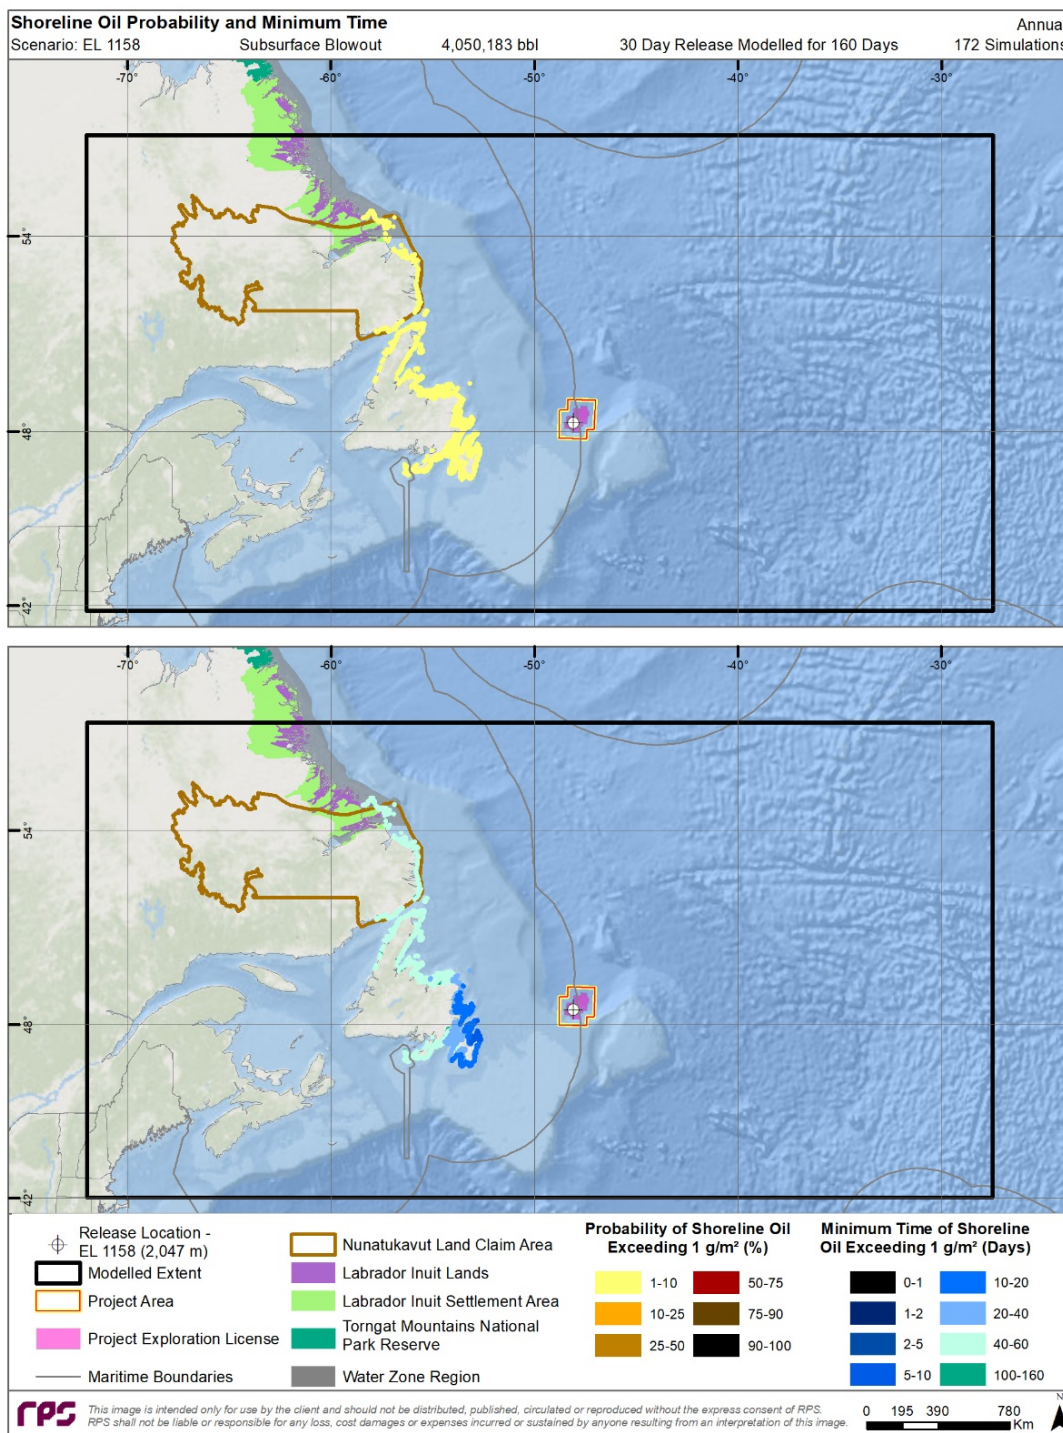 Shoreline Oil Probability and Minimum Time
Annual
Scenario: EL 1158 Subsurface Blowout 4,050,183 bbl 30 Day Release Modelled for 160 Days 172 Simulations
-70° -60° -50° -40° -30°
54°
48°
42°
-70° -60° -50° -40° -30°
54°
48°
42°
Release Location -
EL 1158 (2,047 m)
Modelled Extent
Project Area
Project Exploration License
Maritime Boundaries
Nunatukavut Land Claim Area
Labrador Inuit Lands
Labrador Inuit Settlement Area
Torngat Mountains National
Park Reserve
Water Zone Region
Probability of Shoreline Oil
Exceeding 1 g/m² (%)
1-10 50-75
10-25 75-90
25-50 90-100
Minimum Time of Shoreline
Oil Exceeding 1 g/m² (Days)
0-1 10-20
1-2 20-40
2-5 40-60
5-10 100-160
rps
This image is intended only for use by the client and should not be distributed, published, circulated or reproduced without the express consent of RPS.
RPS shall not be liable or responsible for any loss, cost damages or expenses incurred or sustained by anyone resulting from an interpretation of this image.
0 195 390 780
Km
N